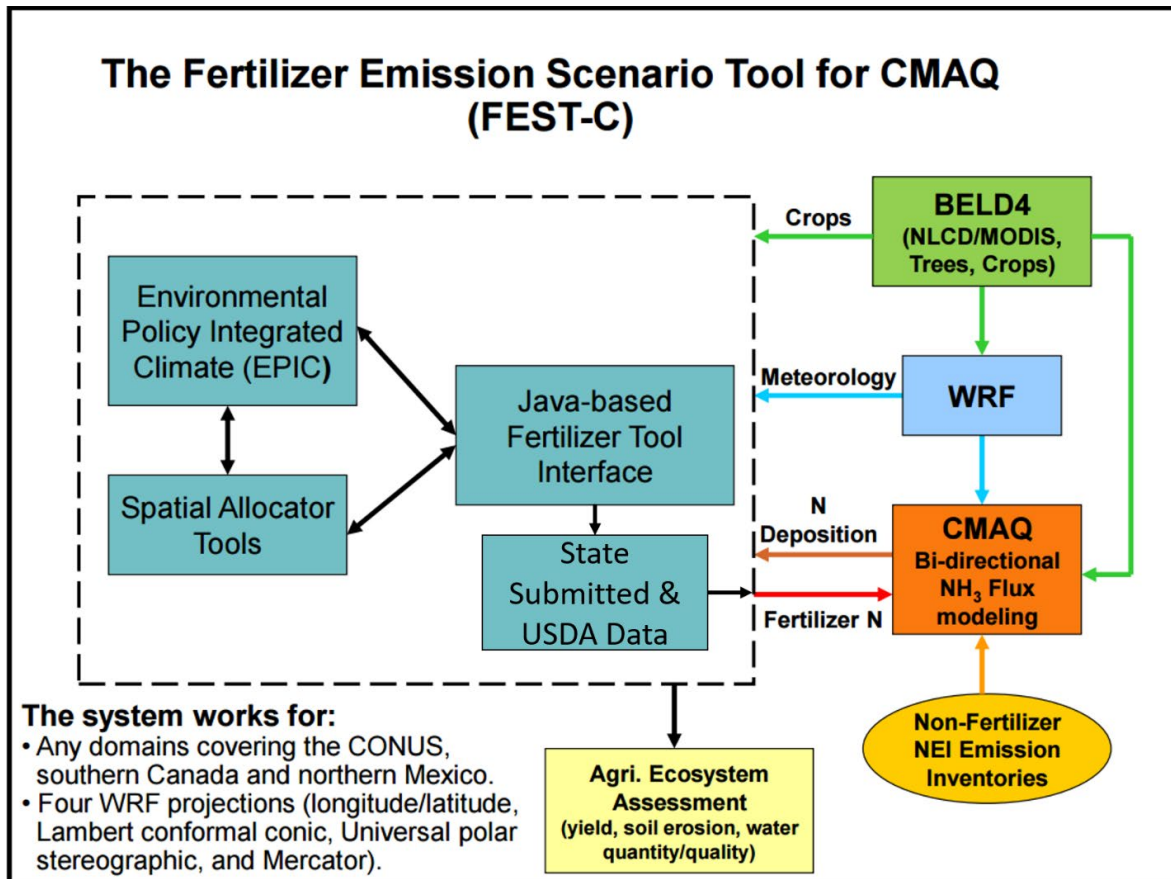 The Fertilizer Emission Scenario Tool for CMAQ
(FEST-C)
Environmental
Policy Integrated
Climate (EPIC)
Spatial Allocator
Tools
Java-based
Fertilizer Tool
Interface
State
Submitted &
USDA Data
Crops
Meteorology
N
Deposition
Fertilizer N
BELD4
(NLCD/MODIS,
Trees, Crops)
WRF
CMAQ
Bi-directional
NH₃ Flux
modeling
Non-Fertilizer
NEI Emission
Inventories
Agri. Ecosystem
Assessment
(yield, soil erosion, water
quantity/quality)
The system works for:
• Any domains covering the CONUS,
southern Canada and northern Mexico.
• Four WRF projections (longitude/latitude,
Lambert conformal conic, Universal polar
stereographic, and Mercator).